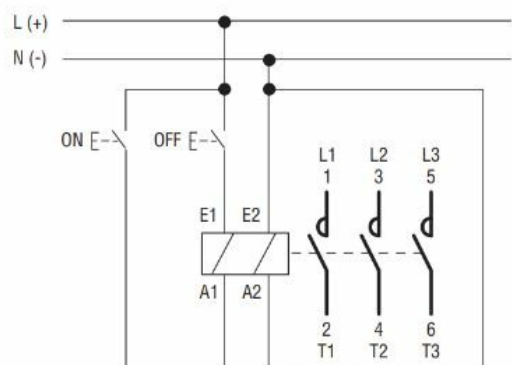 L (+)
N (-)
ON
OFF
L1 L2 L3
1 3 5
E1 E2
A1 A2
2 4 6
T1 T2 T3